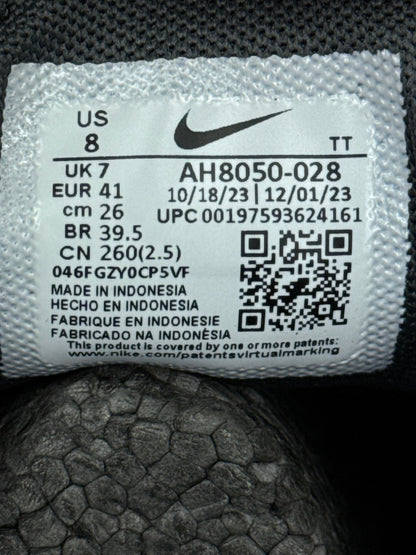 US
8
TT
UK 7
AH8050-028
EUR 41
10/18/23 | 12/01/23
cm 26
UPC 00197593624161
BR 39.5
CN 260(2.5)
046FGZY0CP5VF
MADE IN INDONESIA
HECHO EN INDONESIA
FABRIQUE EN INDONESIE
FABRICADO NA INDONÉSIA
This product is covered by one or more patents:
www.nike.com/patentsvirtualmarking